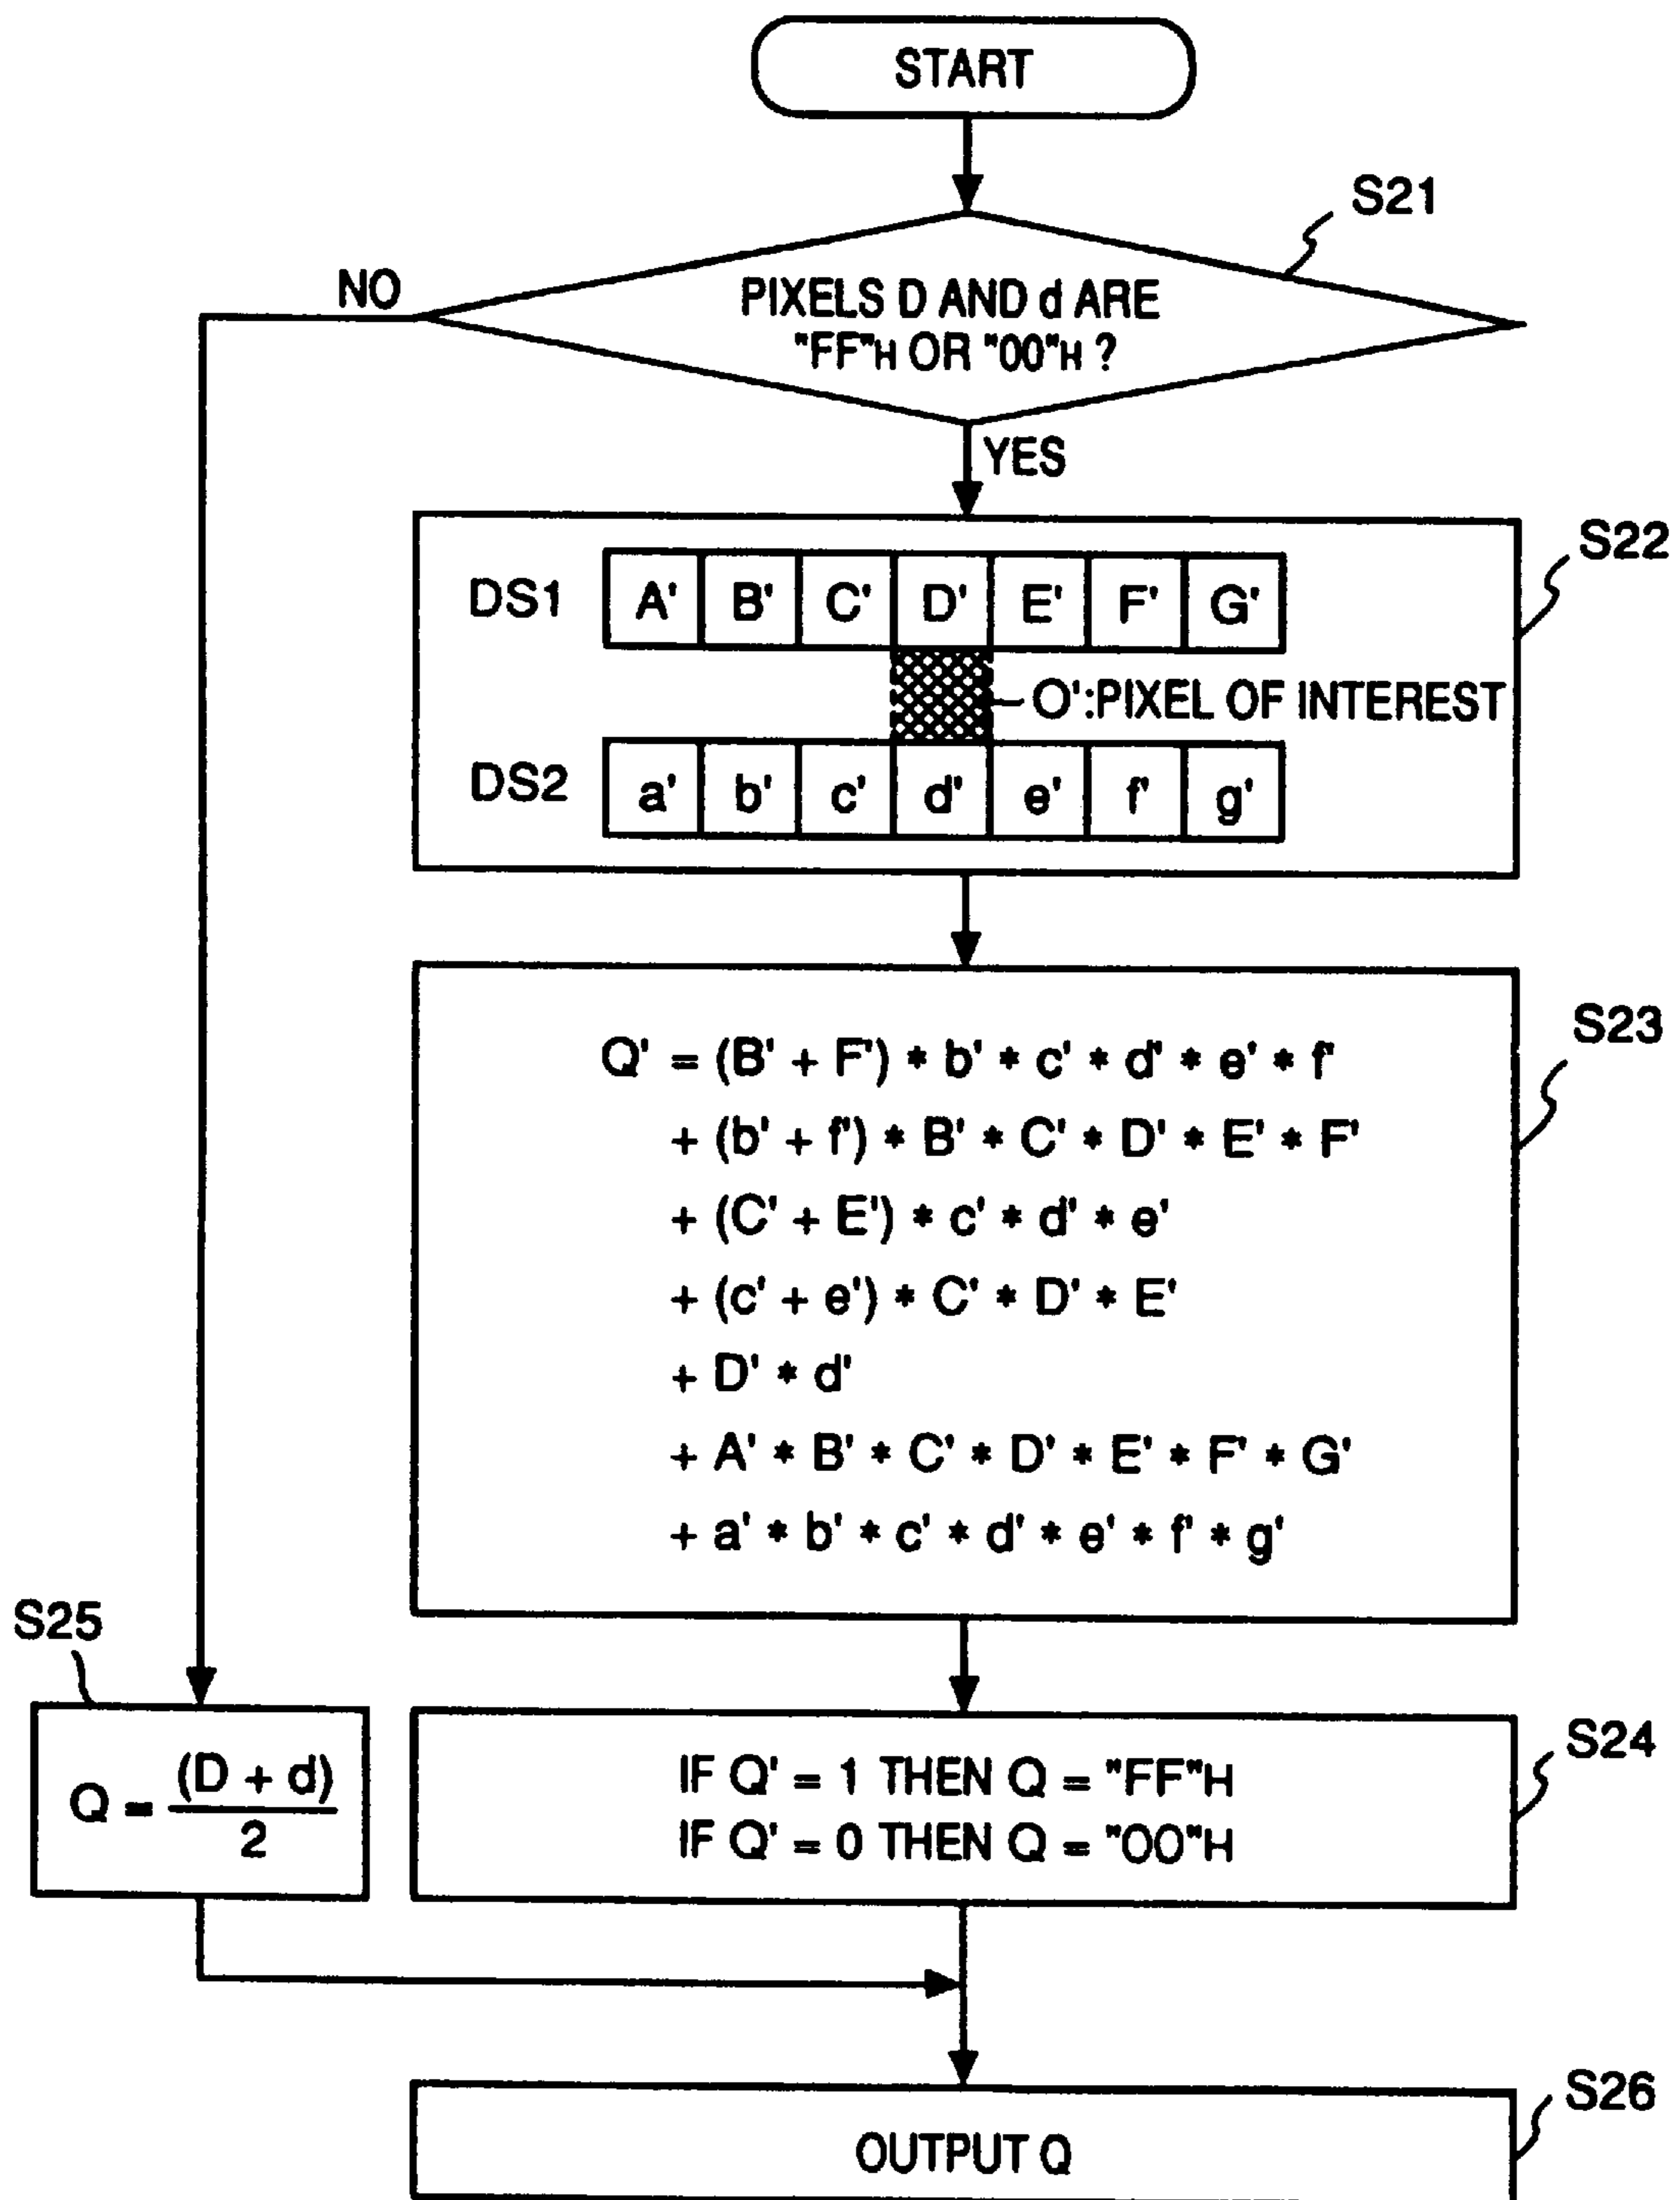 START
S21
NO
PIXELS D AND d ARE
"FF"H OR "00"H ?
YES
S22
DS1 A' B' C' D' E' F' G'
O':PIXEL OF INTEREST
DS2 a' b' c' d' e' f' g'
S23
Q' = (B' + F') * b' * c' * d' * e' * f'
+ (b' + f') * B' * C' * D' * E' * F'
+ (C' + E') * c' * d' * e'
+ (c' + e') * C' * D' * E'
+ D' * d'
+ A' * B' * C' * D' * E' * F' * G'
+ a' * b' * c' * d' * e' * f' * g'
S25
Q = (D + d)
2
S24
IF Q' = 1 THEN Q = "FF"H
IF Q' = 0 THEN Q = "00"H
S26
OUTPUT Q